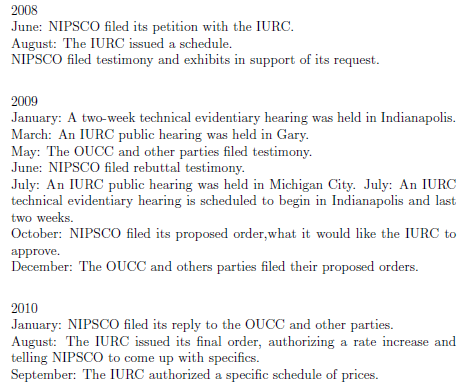 2008
June: NIPSCO filed its petition with the IURC.
August: The IURC issued a schedule.
NIPSCO filed testimony and exhibits in support of its request.
2009
January: A two-week technical evidentiary hearing was held in Indianapolis.
March: An IURC public hearing was held in Gary.
May: The OUCC and other parties filed testimony.
June: NIPSCO filed rebuttal testimony.
July: An IURC public hearing was held in Michigan City. July: An IURC
technical evidentiary hearing is scheduled to begin in Indianapolis and last
two weeks.
October: NIPSCO filed its proposed order,what it would like the IURC to
approve.
December: The OUCC and others parties filed their proposed orders.
2010
January: NIPSCO filed its reply to the OUCC and other parties.
August: The IURC issued its final order, authorizing a rate increase and
telling NIPSCO to come up with specifics.
September: The IURC authorized a specific schedule of prices.